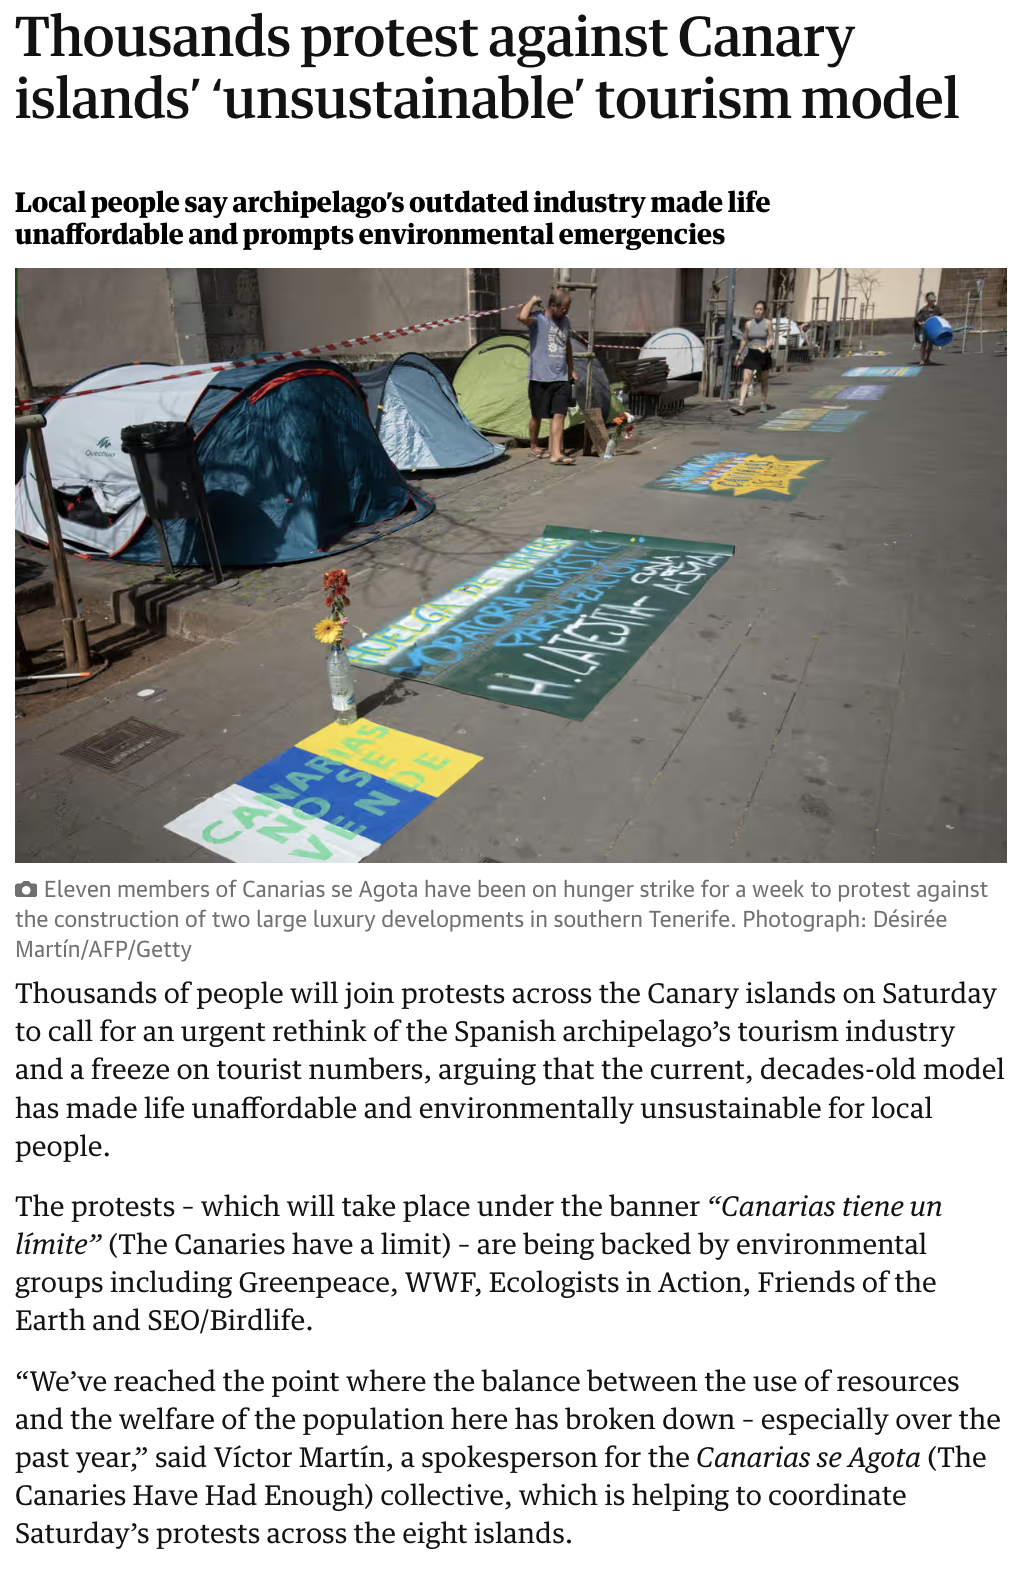 Thousands protest against Canary
islands’ ‘unsustainable’ tourism model
Local people say archipelago’s outdated industry made life
unaffordable and prompts environmental emergencies
Quechua
HUELGA DE HAMBRE
MORATORIA TURÍSTIC
PARALIZACIÓN
H. LA TEJITA - CUNA
DEL
ALMA
CANARIAS
NO SE
VENDE
Eleven members of Canarias se Agota have been on hunger strike for a week to protest against
the construction of two large luxury developments in southern Tenerife. Photograph: Désirée
Martín/AFP/Getty
Thousands of people will join protests across the Canary islands on Saturday
to call for an urgent rethink of the Spanish archipelago’s tourism industry
and a freeze on tourist numbers, arguing that the current, decades-old model
has made life unaffordable and environmentally unsustainable for local
people.
The protests – which will take place under the banner “Canarias tiene un
límite” (The Canaries have a limit) – are being backed by environmental
groups including Greenpeace, WWF, Ecologists in Action, Friends of the
Earth and SEO/Birdlife.
“We’ve reached the point where the balance between the use of resources
and the welfare of the population here has broken down – especially over the
past year,” said Víctor Martín, a spokesperson for the Canarias se Agota (The
Canaries Have Had Enough) collective, which is helping to coordinate
Saturday’s protests across the eight islands.